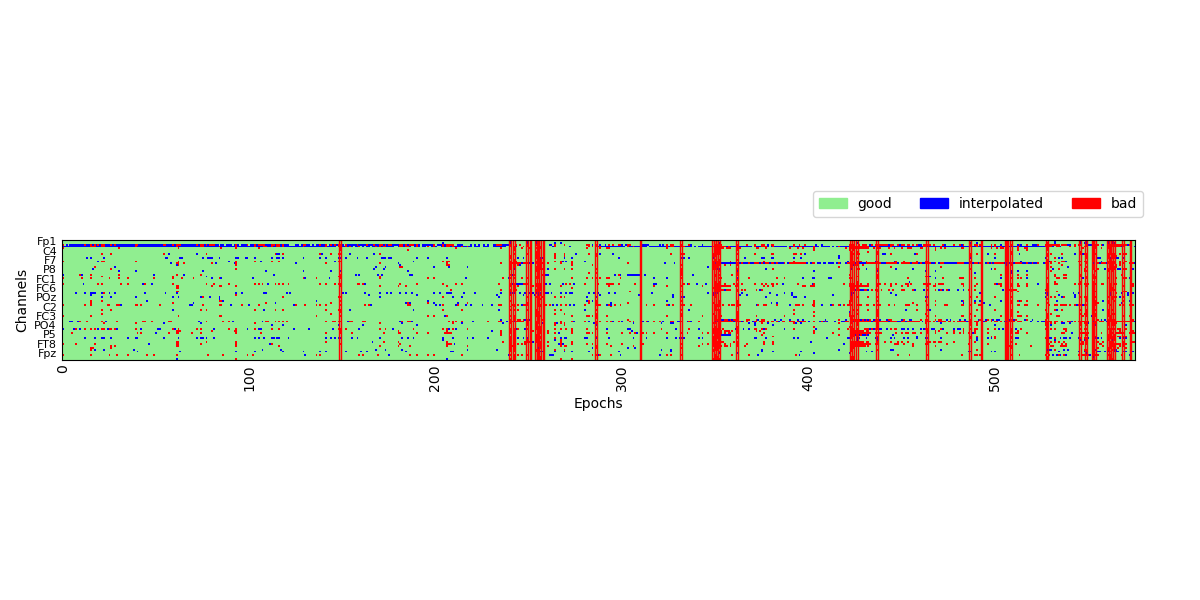 good interpolated bad
Fp1
C4
F7
P8
FC1
FC6
POz
C2
FC3
PO4
P5
FT8
Fpz
Channels
0 100 200 300 400 500
Epochs